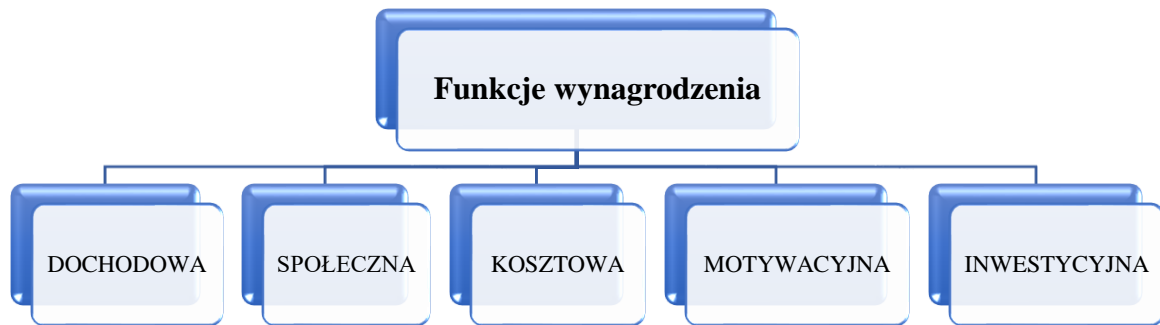 Funkcje wynagrodzenia
DOCHODOWA
SPOŁECZNA
KOSZTOWA
MOTYWACYJNA
INWESTYCYJNA